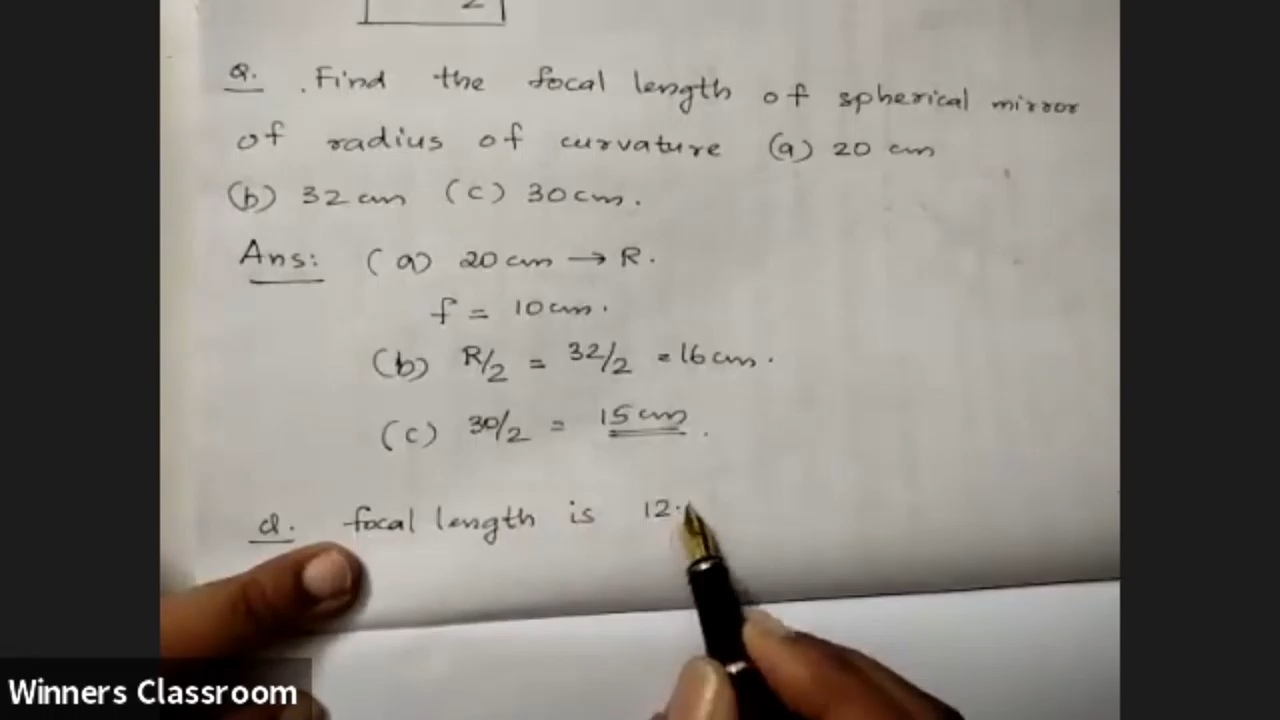 2
Q. . Find the focal length of spherical mirror
of radius of curvature (a) 20 cm
(b) 32 cm (c) 30 cm.
Ans: (a) 20 cm → R.
f = 10 cm.
(b) R/2 = 32/2 = 16 cm.
(c) 30/2 = 15 cm.
Q. focal length is 12.
Winners Classroom